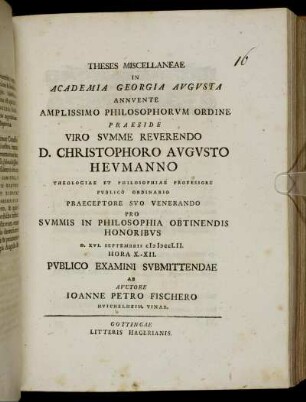 16
THESES MISCELLANEAE
IN
ACADEMIA GEORGIA AVGVSTA
ANNVENTE
AMPLISSIMO PHILOSOPHORVM ORDINE
PRAESIDE
VIRO SVMME REVERENDO
D. CHRISTOPHORO AVGVSTO
HEVMANNO
THEOLOGIAE ET PHILOSOPHIAE PROFESSORE
PVBLICO ORDINARIO
PRAECEPTORE SVO VENERANDO
PRO
SVMMIS IN PHILOSOPHIA OBTINENDIS
HONORIBVS
D. XVI. SEPTEMBRIS
HORA X-XII.
PVBLICO EXAMINI SVBMITTENDAE
AB
AVCTORE
IOANNE PETRO FISCHERO
VINAR.
GOTTINGAE
LITTERIS HAGERIANIS.